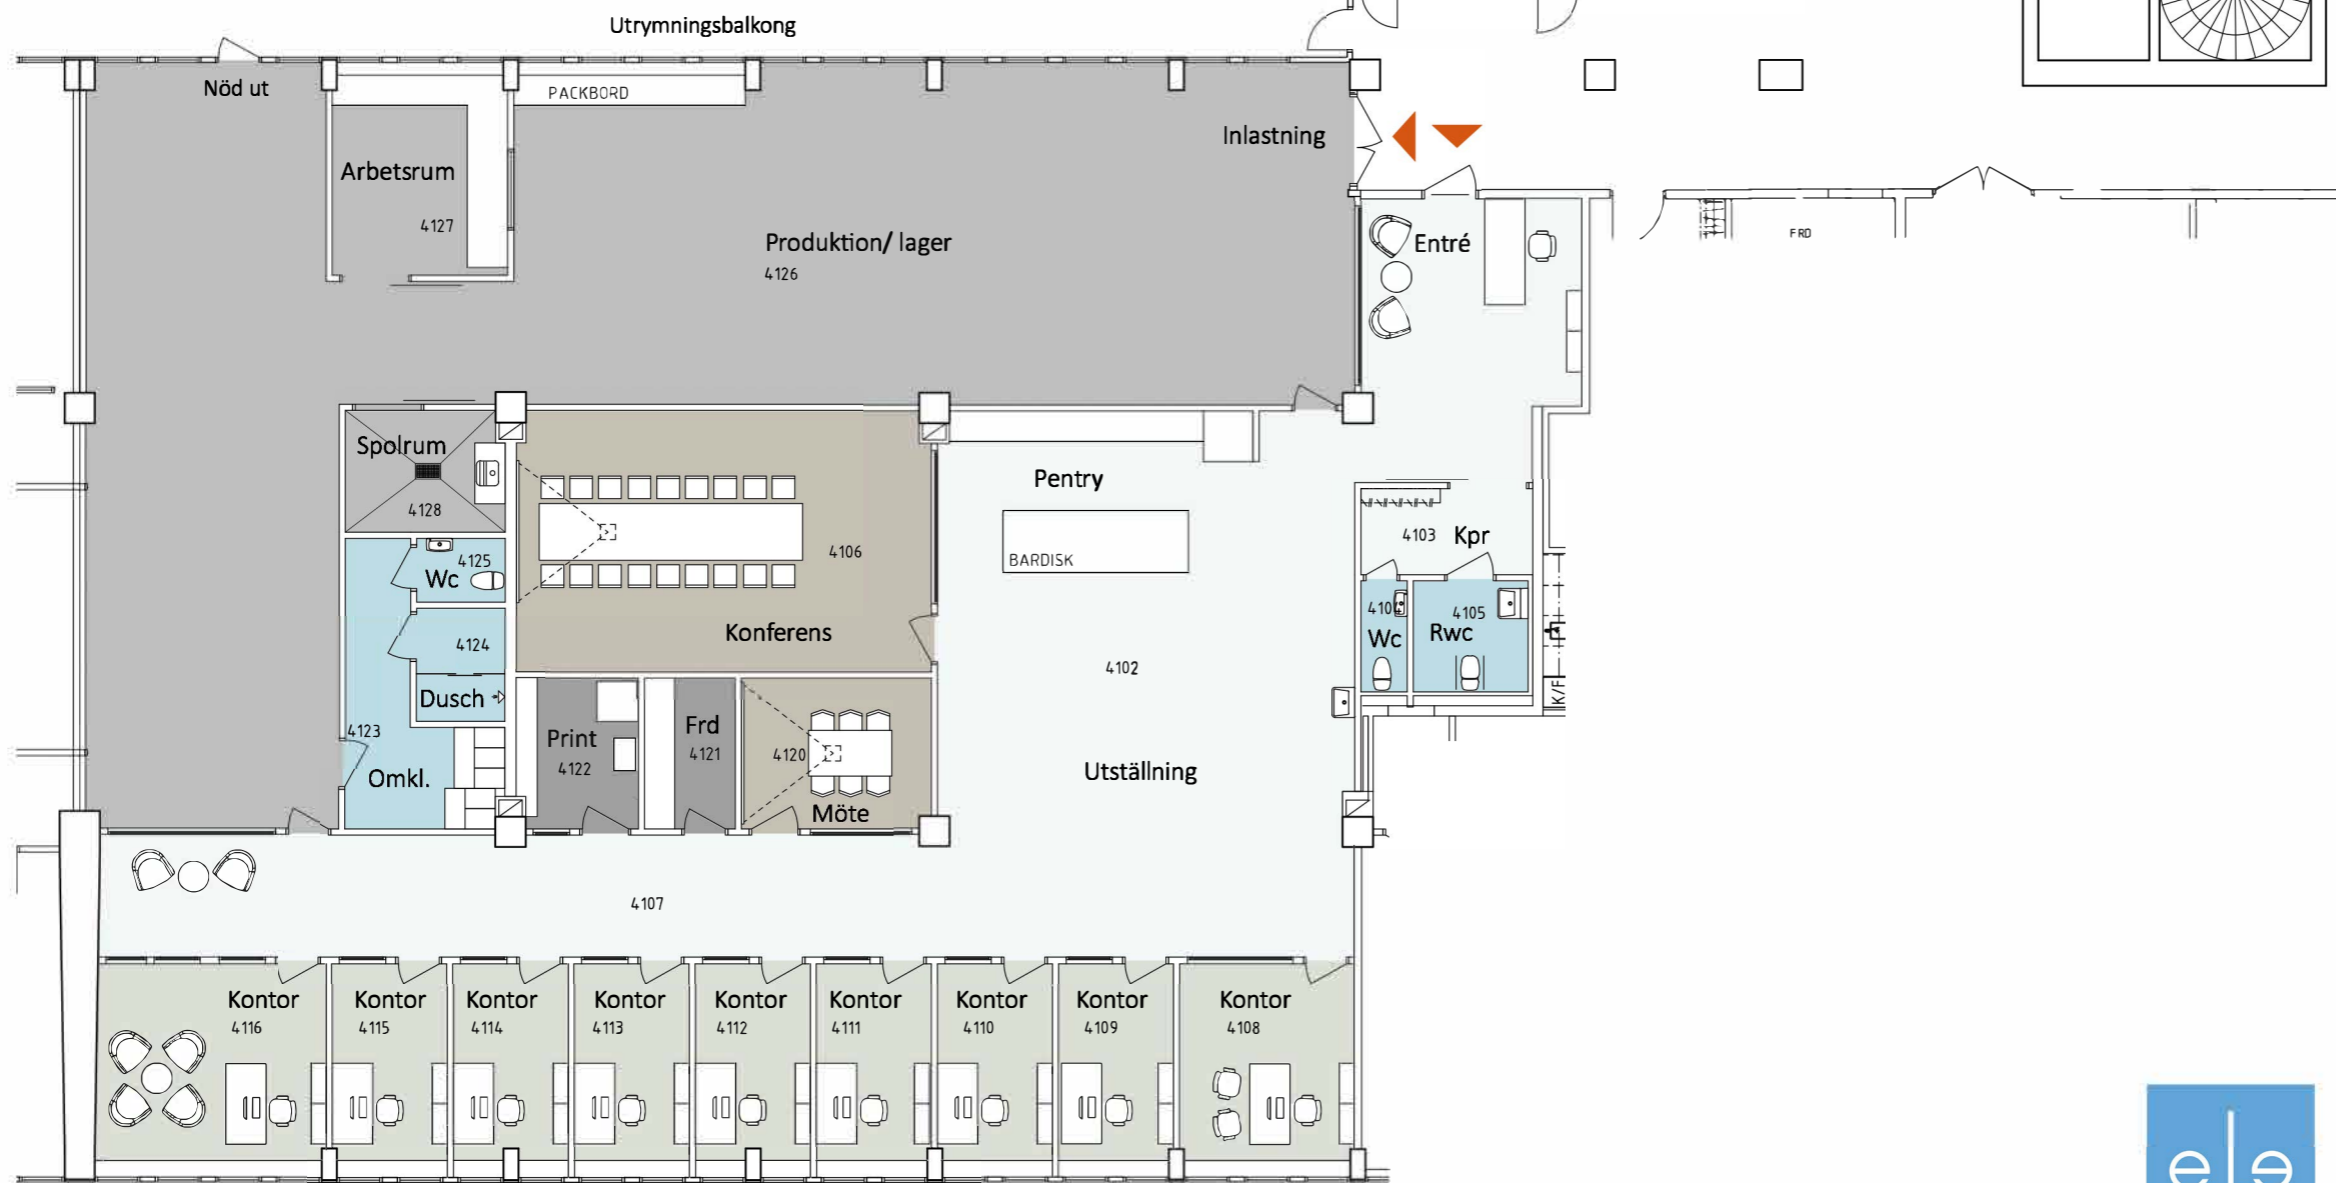 Utrymningsbalkong
Nöd ut
PACKBORD
Inlastning
Arbetsrum
4127
Produktion/ lager
4126
Entré
FRD
Spolrum
4128
Pentry
BARDISK
4103 Kpr
4106
Konferens
4125
Wc
4124
Dusch
4123
Omkl.
4104
Wc
4105
Rwc
K/F
4102
Print
4122
Frd
4121
4120
Möte
Utställning
4107
Kontor
4116
Kontor
4115
Kontor
4114
Kontor
4113
Kontor
4112
Kontor
4111
Kontor
4110
Kontor
4109
Kontor
4108